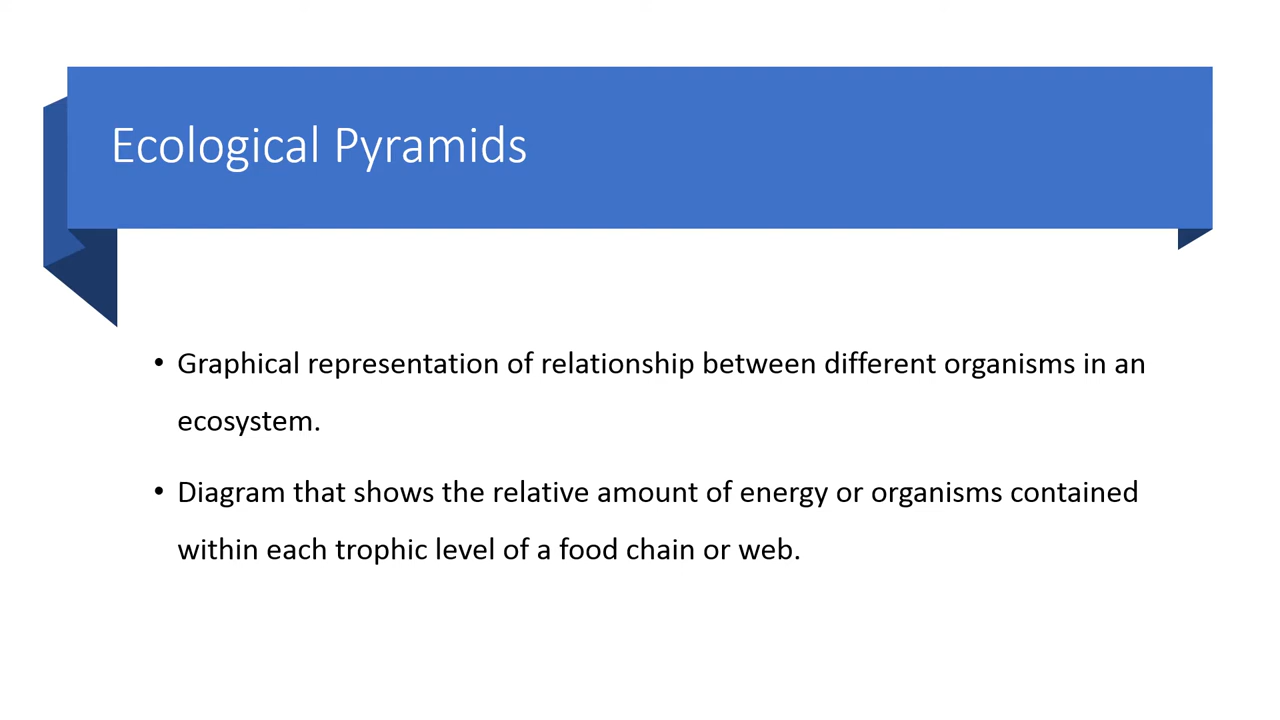 Ecological Pyramids
• Graphical representation of relationship between different organisms in an
ecosystem.
• Diagram that shows the relative amount of energy or organisms contained
within each trophic level of a food chain or web.